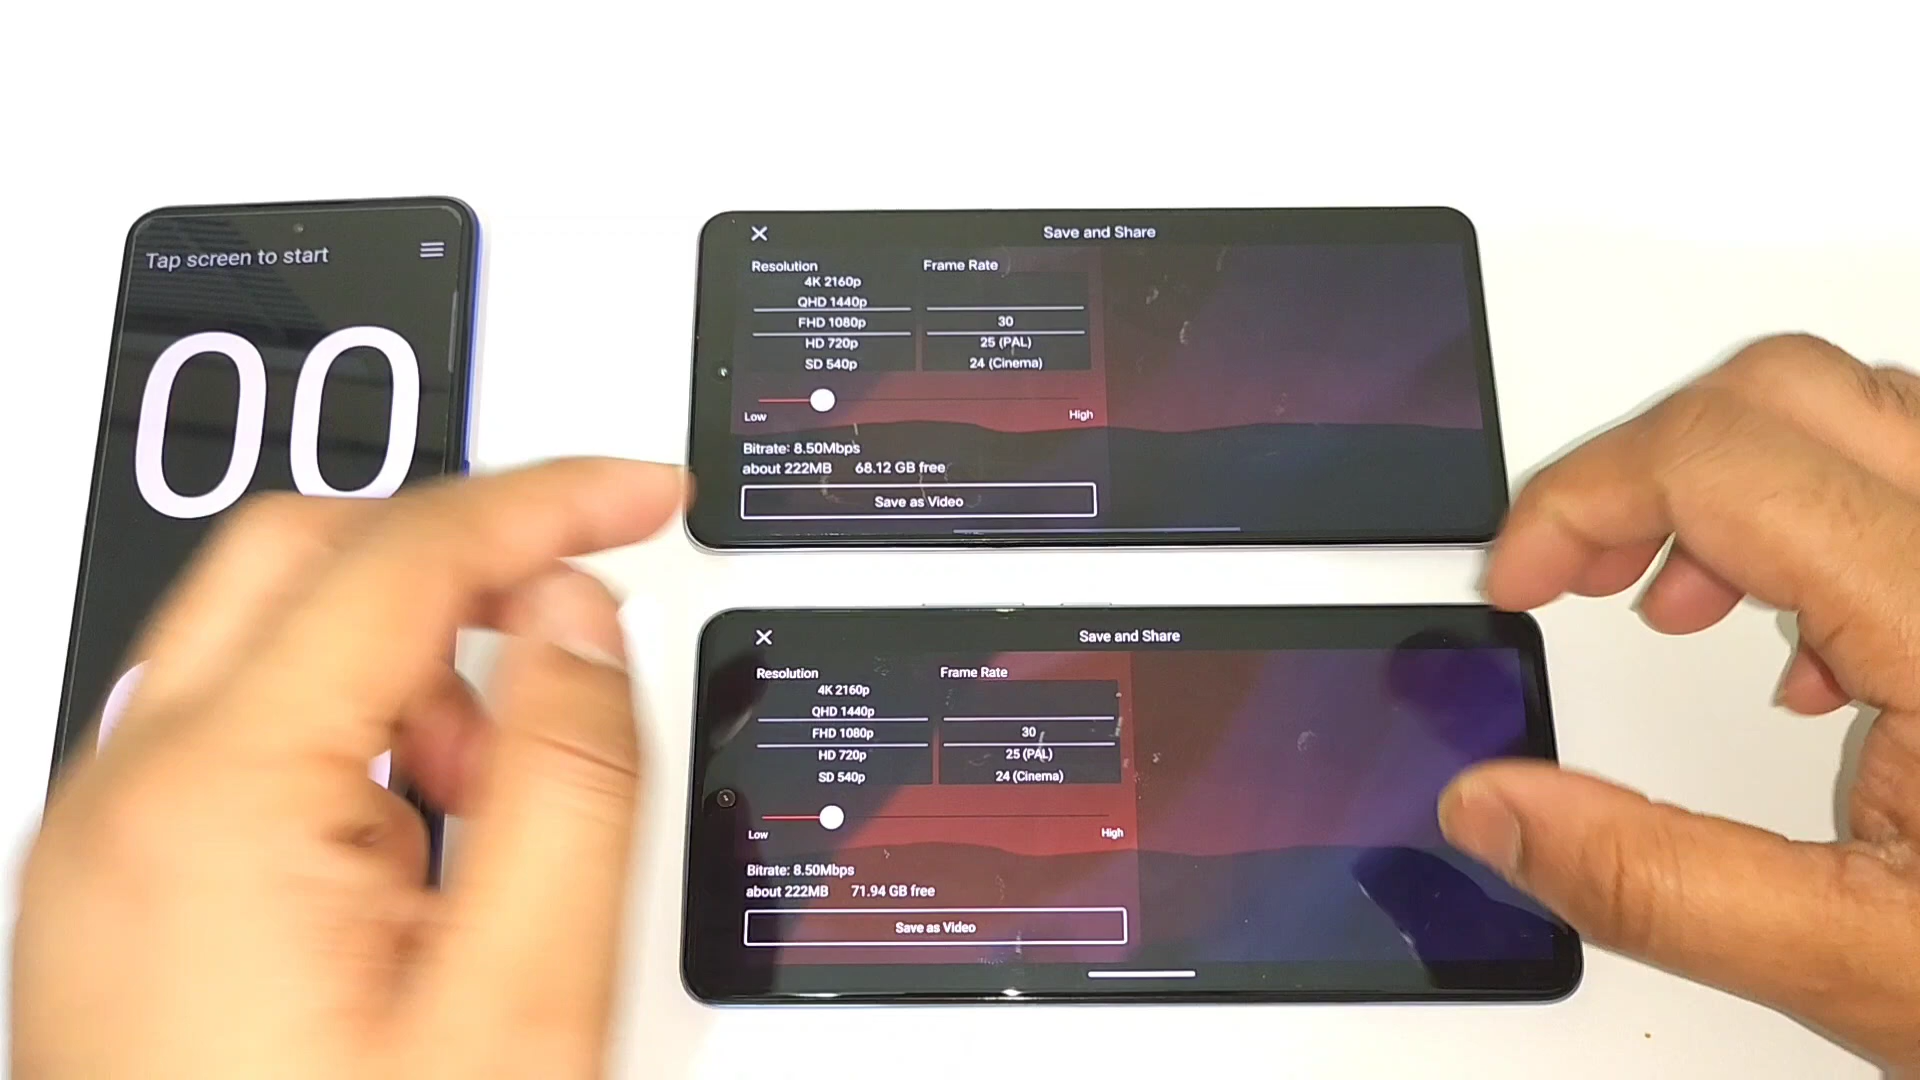 Tap screen to start
00
Save and Share
Resolution
Frame Rate
4K 2160p
QHD 1440p
FHD 1080p
30
HD 720p
25 (PAL)
SD 540p
24 (Cinema)
Low
High
Bitrate: 8.50Mbps
about 222MB 68.12 GB free
Save as Video
Save and Share
Resolution
Frame Rate
4K 2160p
QHD 1440p
FHD 1080p
30
HD 720p
25 (PAL)
SD 540p
24 (Cinema)
Low
High
Bitrate: 8.50Mbps
about 222MB 71.94 GB free
Save as Video